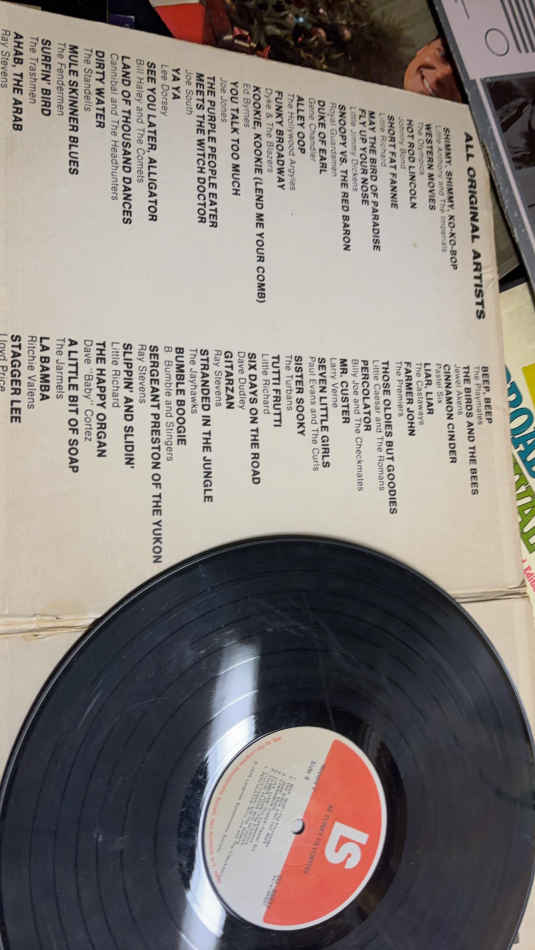 ALL ORIGINAL ARTISTS
SHIMMY, SHIMMY, KO-KO-BOP
Little Anthony and The Imperials
WESTERN MOVIES
The Olympics
HOT ROD LINCOLN
Johnny Bond
SHORT FAT FANNIE
Little Richard
MAY THE BIRD OF PARADISE
FLY UP YOUR NOSE
Little Jimmy Dickens
SNOOPY VS. THE RED BARON
Royal Guardsmen
DUKE OF EARL
Gene Chandler
ALLEY OOP
The Hollywood Argyles
FUNKY BROADWAY
Dyke & The Blazers
KOOKIE, KOOKIE (LEND ME YOUR COMB)
Ed Byrnes
YOU TALK TOO MUCH
Joe Jones
THE PURPLE PEOPLE EATER
MEETS THE WITCH DOCTOR
Joe South
YA YA
Lee Dorsey
SEE YOU LATER, ALLIGATOR
Bill Haley and The Comets
LAND OF THOUSAND DANCES
Cannibal and The Headhunters
DIRTY WATER
The Standells
MULE SKINNER BLUES
The Fendermen
SURFIN' BIRD
The Trashmen
AHAB, THE ARAB
Ray Stevens
BEEP, BEEP
The Playmates
THE BIRDS AND THE BEES
Jewel Akens
CINNAMON CINDER
Pastel Six
LIAR, LIAR
The Castaways
FARMER JOHN
The Premiers
THOSE OLDIES BUT GOODIES
Little Caesar and The Romans
PERCOLATOR
Billy Joe and The Checkmates
MR. CUSTER
Larry Verne
SEVEN LITTLE GIRLS
Paul Evans and The Curls
SISTER SOOKY
The Turbans
TUTTI FRUTTI
Little Richard
SIX DAYS ON THE ROAD
Dave Dudley
GITARZAN
Ray Stevens
STRANDED IN THE JUNGLE
The Jayhawks
BUMBLE BOOGIE
B. Bumble and Stingers
SERGEANT PRESTON OF THE YUKON
Ray Stevens
SLIPPIN' AND SLIDIN'
Little Richard
THE HAPPY ORGAN
Dave "Baby" Cortez
A LITTLE BIT OF SOAP
The Jarmels
LA BAMBA
Ritchie Valens
STAGGER LEE
Lloyd Price
LS